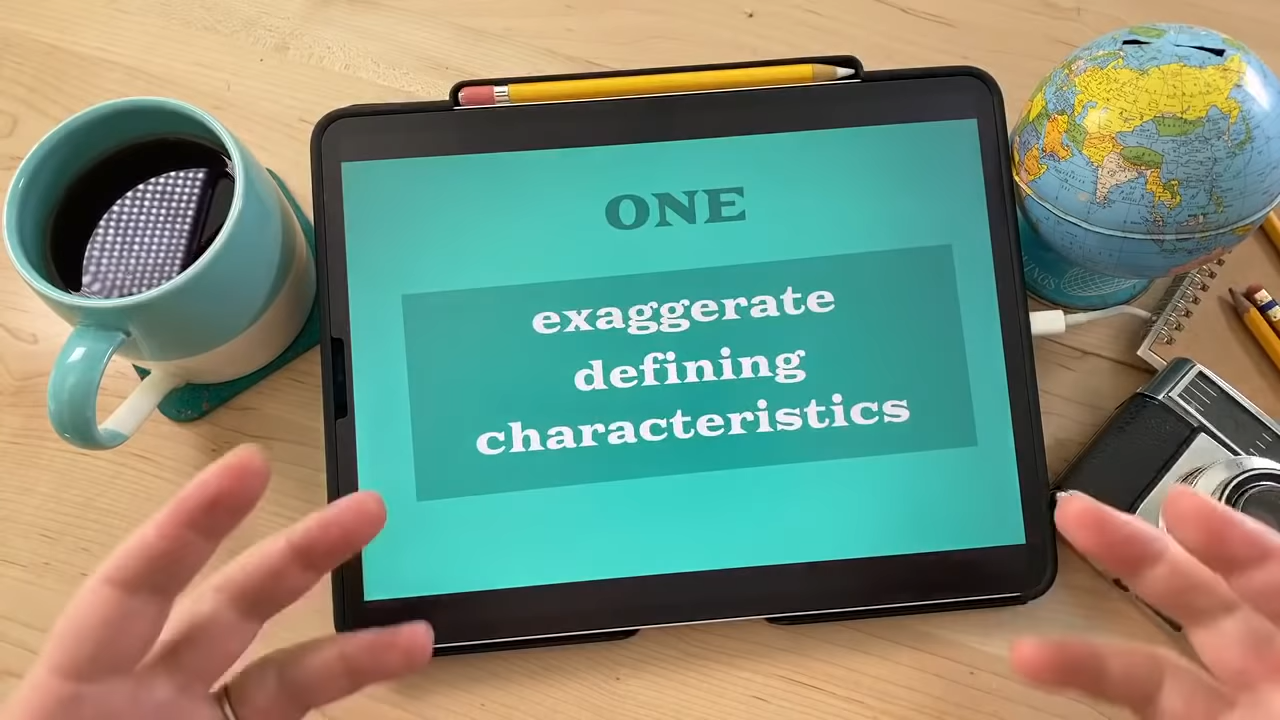 ONE
exaggerate
defining
characteristics